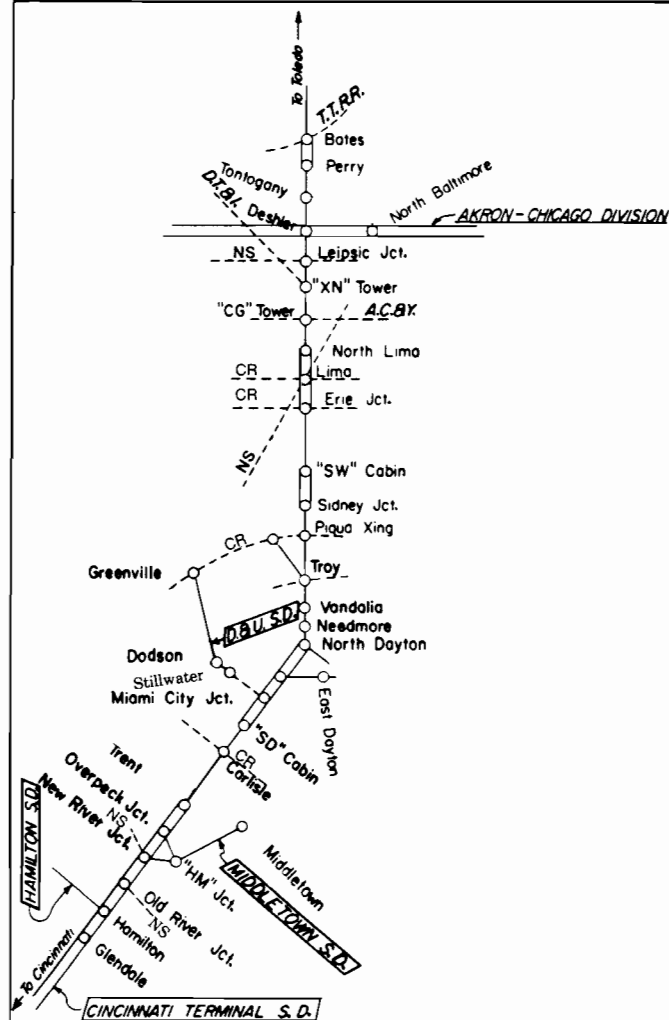 To Toledo
T.T.R.R.
Bates
Perry
Tontogany
D.T.&I.
Deshler
North Baltimore
AKRON-CHICAGO DIVISION
NS
Leipsic Jct.
"XN" Tower
"CG" Tower
A.C.&Y.
North Lima
CR
Lima
CR
Erie Jct.
NS
"SW" Cabin
Sidney Jct.
Piqua Xing
CR
Greenville
Troy
Vandalia
D.&U. S.D.
Needmore
North Dayton
Dodson
Stillwater
Miami City Jct.
East Dayton
"SD" Cabin
CR
Carlisle
Trent
Overpeck Jct.
New River Jct.
NS
HAMILTON S.D.
Middletown
"HM" Jct.
MIDDLETOWN S.D.
Old River Jct.
NS
Hamilton
Glendale
To Cincinnati
CINCINNATI TERMINAL S. D.